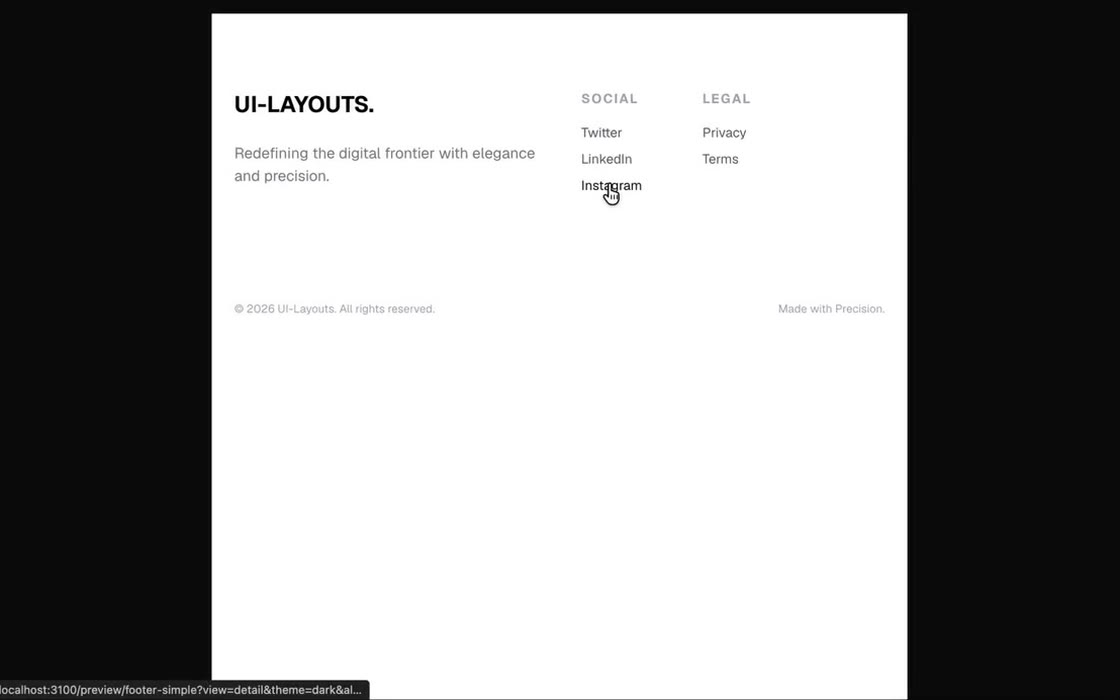 UI-LAYOUTS.
Redefining the digital frontier with elegance
and precision.
SOCIAL
Twitter
LinkedIn
Instagram
LEGAL
Privacy
Terms
© 2026 UI-Layouts. All rights reserved.
Made with Precision.
localhost:3100/preview/footer-simple?view=detail&theme=dark&al...